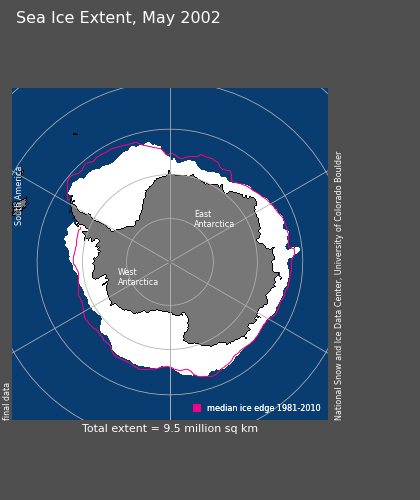 Sea Ice Extent, May 2002
South America
East
Antarctica
West
Antarctica
National Snow and Ice Data Center, University of Colorado Boulder
final data
median ice edge 1981-2010
Total extent = 9.5 million sq km